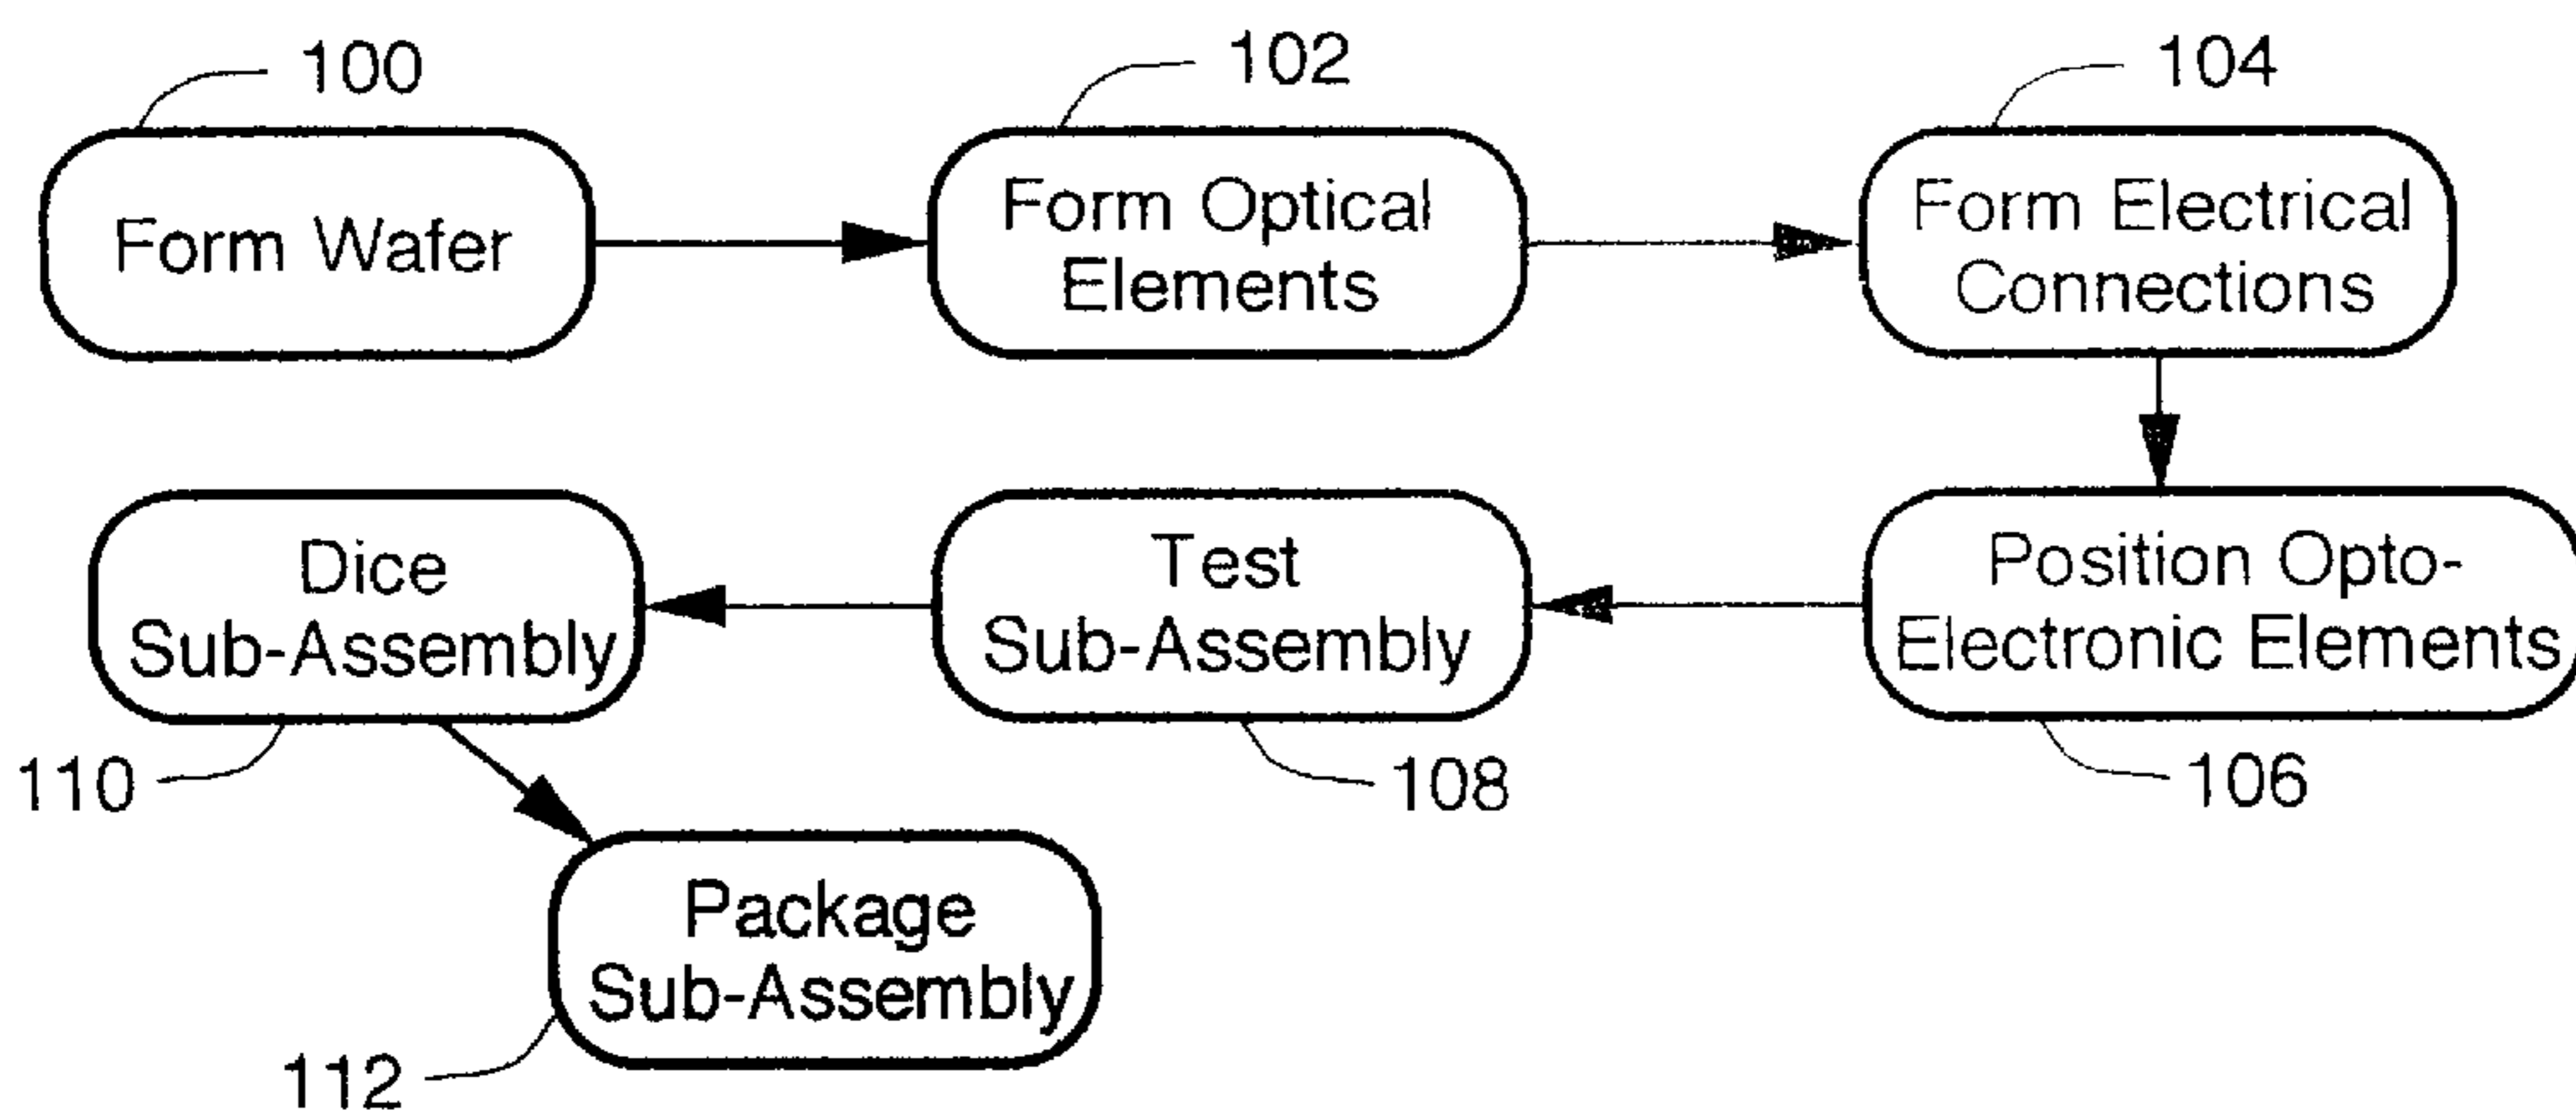 100
Form Wafer
102
Form Optical
Elements
104
Form Electrical
Connections
Position Opto-
Electronic Elements
106
Test
Sub-Assembly
108
Dice
Sub-Assembly
110
Package
Sub-Assembly
112